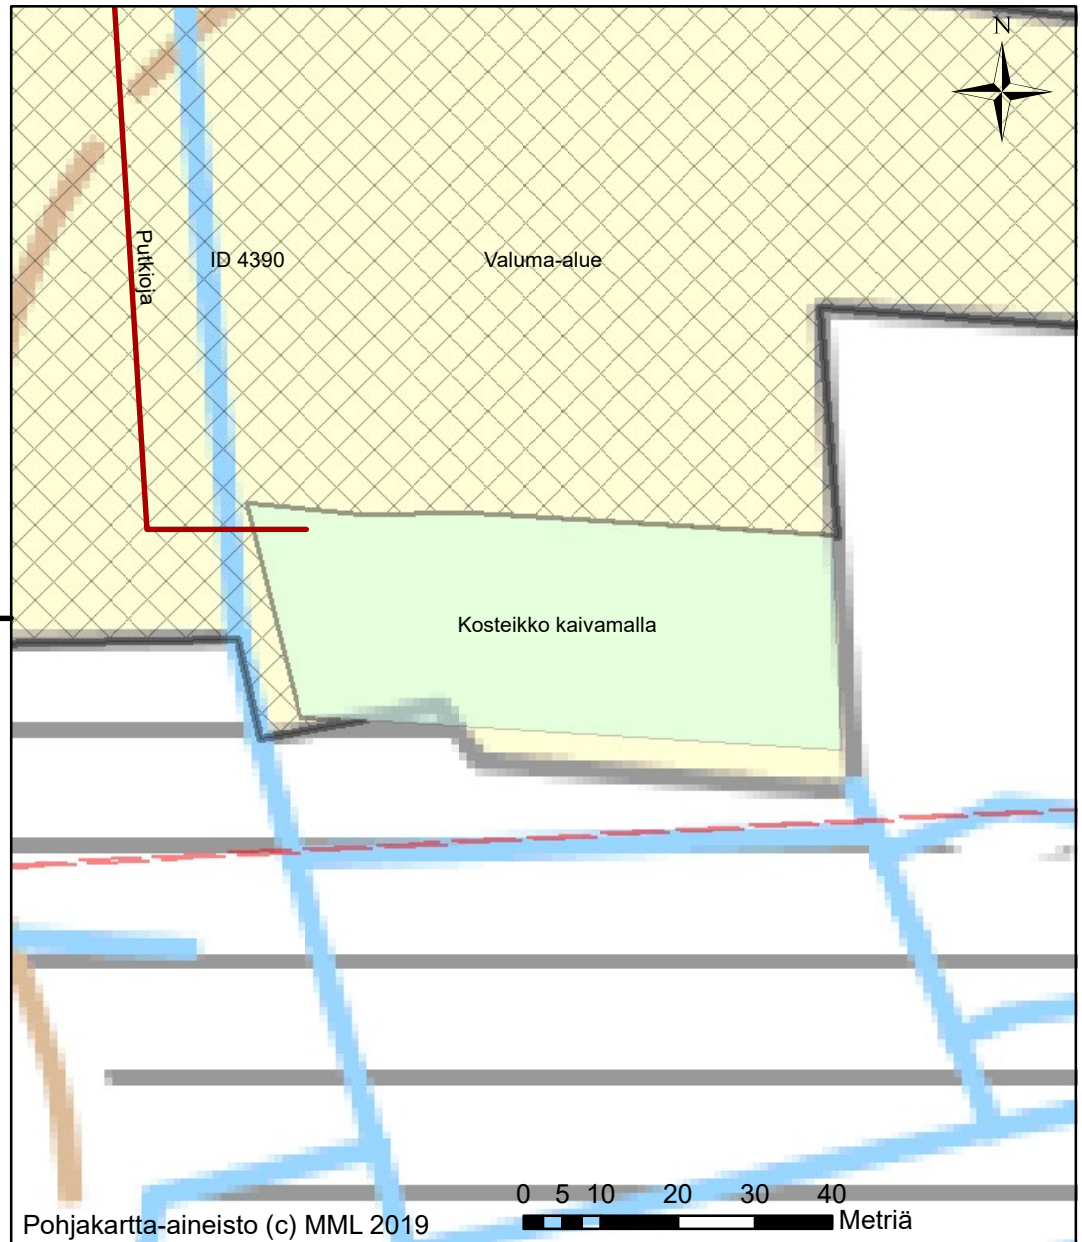 N
Putkioja
ID 4390
Valuma-alue
Kosteikko kaivamalla
0 5 10 20 30 40
Metriä
Pohjakartta-aineisto (c) MML 2019